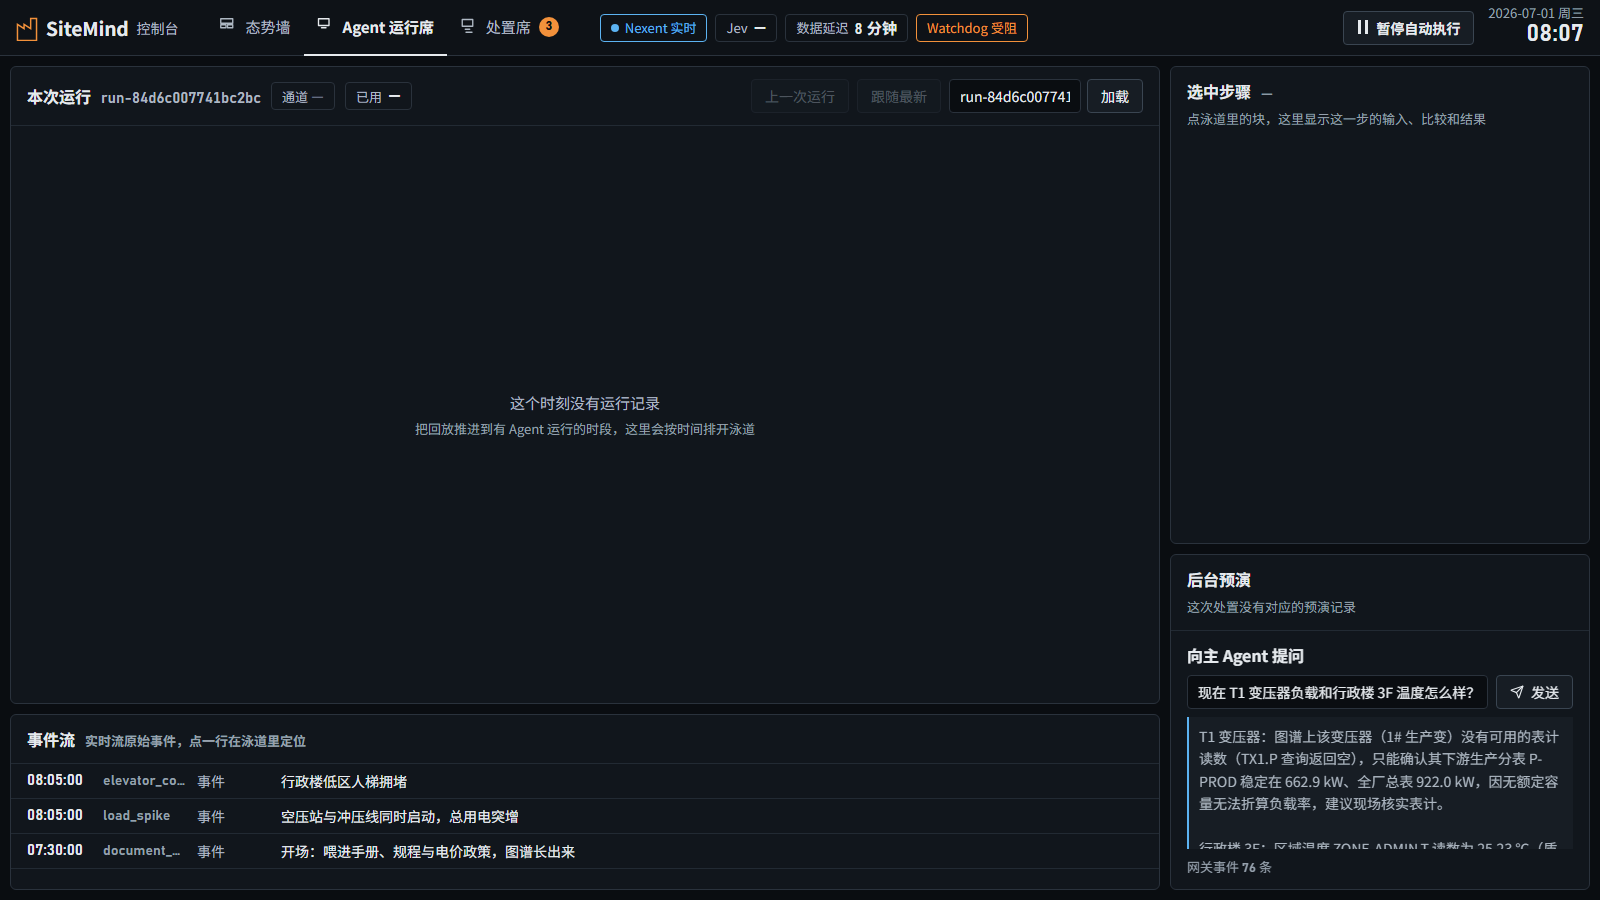 SiteMind 控制台
态势墙
Agent 运行席
处置席 3
Nexent 实时
Jev —
数据延迟 8 分钟
Watchdog 受阻
暂停自动执行
2026-07-01 周三
08:07
本次运行 run-84d6c007741bc2bc
通道 —
已用 —
上一次运行
跟随最新
run-84d6c007741
加载
这个时刻没有运行记录
把回放推进到有 Agent 运行的时段，这里会按时间排开泳道
事件流 实时流原始事件，点一行在泳道里定位
08:05:00 elevator_co… 事件 行政楼低区人梯拥堵
08:05:00 load_spike 事件 空压站与冲压线同时启动，总用电突增
07:30:00 document_… 事件 开场：喂进手册、规程与电价政策，图谱长出来
选中步骤 —
点泳道里的块，这里显示这一步的输入、比较和结果
后台预演
这次处置没有对应的预演记录
向主 Agent 提问
现在 T1 变压器负载和行政楼 3F 温度怎么样？
发送
T1 变压器：图谱上该变压器（1# 生产变）没有可用的表计
读数（TX1.P 查询返回空），只能确认其下游生产分表 P-
PROD 稳定在 662.9 kW、全厂总表 922.0 kW，因无额定容
量无法折算负载率，建议现场核实表计。
行政楼 3F：区域温度 ZONE-ADMIN.T 读数为 25.23 °C（质
网关事件 76 条